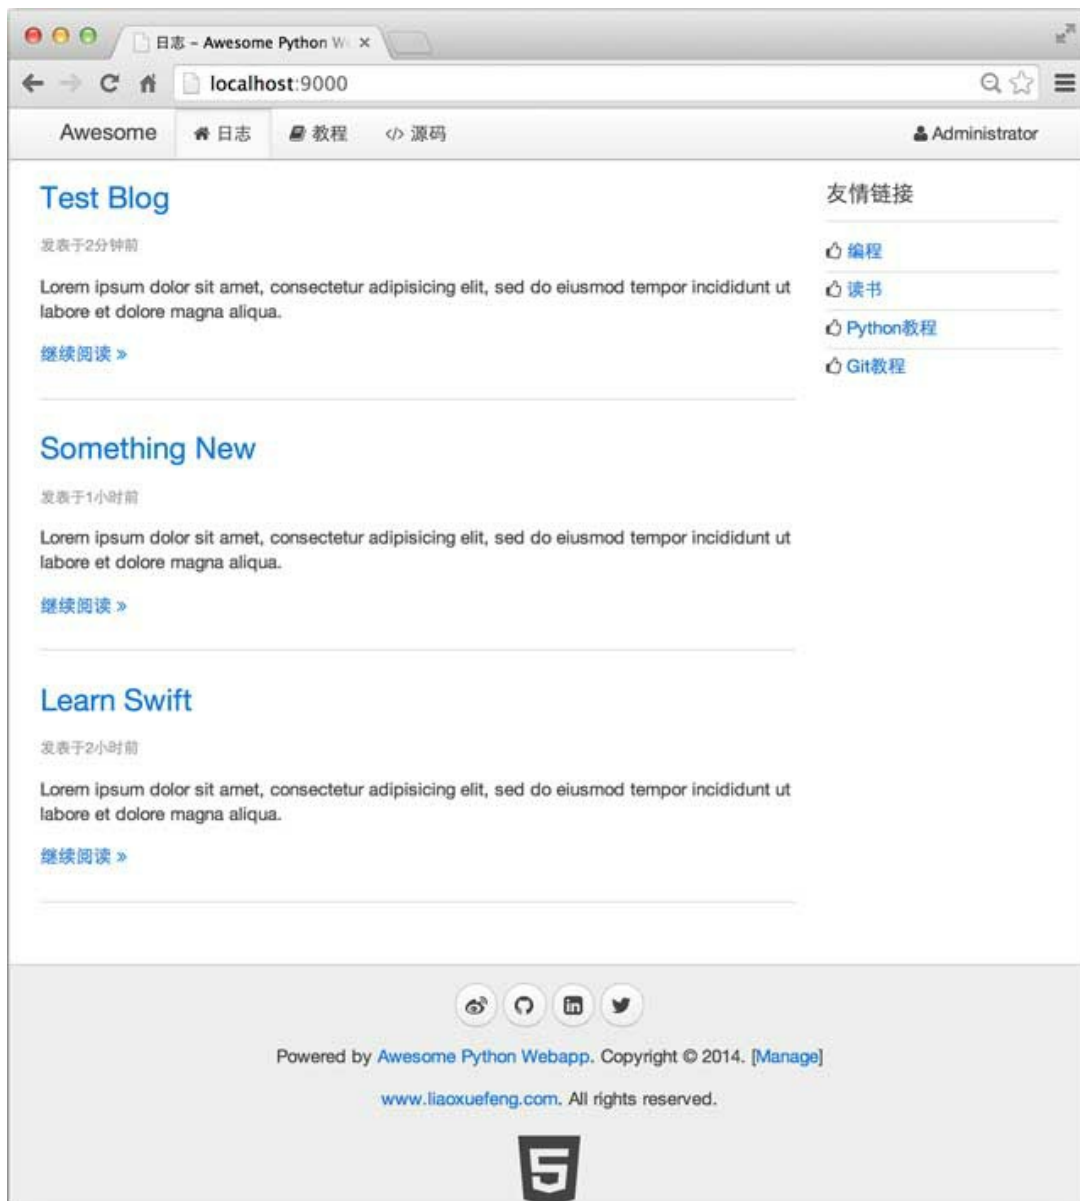 日志 - Awesome Python W
localhost:9000
Awesome 日志 教程 源码 Administrator
Test Blog
发表于2分钟前
Lorem ipsum dolor sit amet, consectetur adipisicing elit, sed do eiusmod tempor incididunt ut
labore et dolore magna aliqua.
继续阅读 »
Something New
发表于1小时前
Lorem ipsum dolor sit amet, consectetur adipisicing elit, sed do eiusmod tempor incididunt ut
labore et dolore magna aliqua.
继续阅读 »
Learn Swift
发表于2小时前
Lorem ipsum dolor sit amet, consectetur adipisicing elit, sed do eiusmod tempor incididunt ut
labore et dolore magna aliqua.
继续阅读 »
友情链接
编程
读书
Python教程
Git教程
Powered by Awesome Python Webapp. Copyright © 2014. [Manage]
www.liaoxuefeng.com. All rights reserved.
5